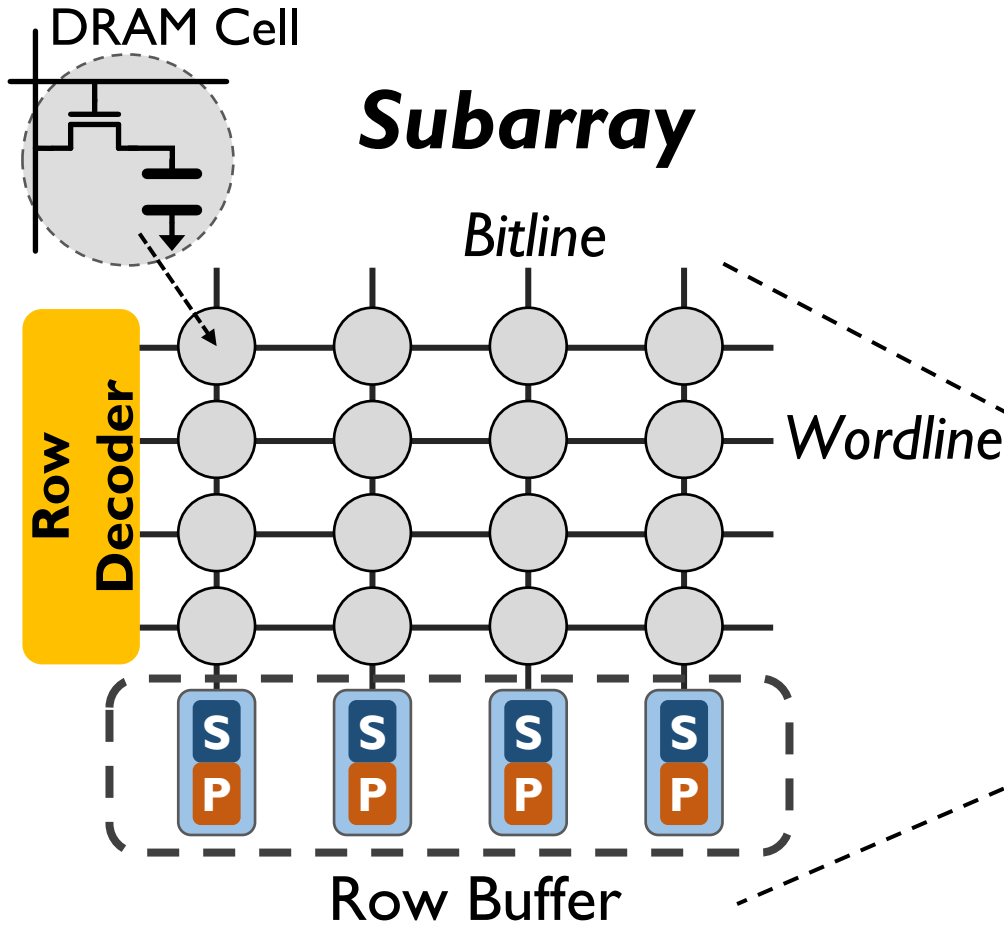 DRAM Cell
Subarray
Bitline
Row
Decoder
Wordline
S S S S
P P P P
Row Buffer